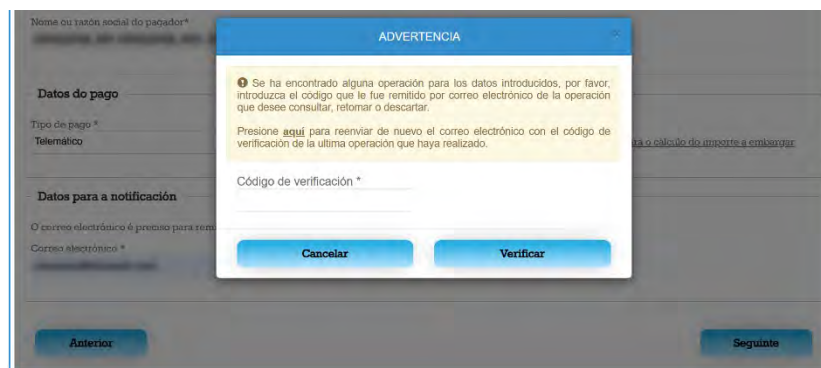 Nome ou razón social do pagador*
ADVERTENCIA
×
Se ha encontrado alguna operación para los datos introducidos, por favor,
introduzca el código que le fue remitido por correo electrónico de la operación
que desee consultar, retomar o descartar.
Presione aquí para reenviar de nuevo el correo electrónico con el código de
verificación de la ultima operación que haya realizado.
Datos do pago
Tipo de pago *
Telemático
o cálculo do importe a embargar
Código de verificación *
Datos para a notificación
O correo electrónico é preciso para
Correo electrónico *
Cancelar
Verificar
Anterior
Seguinte